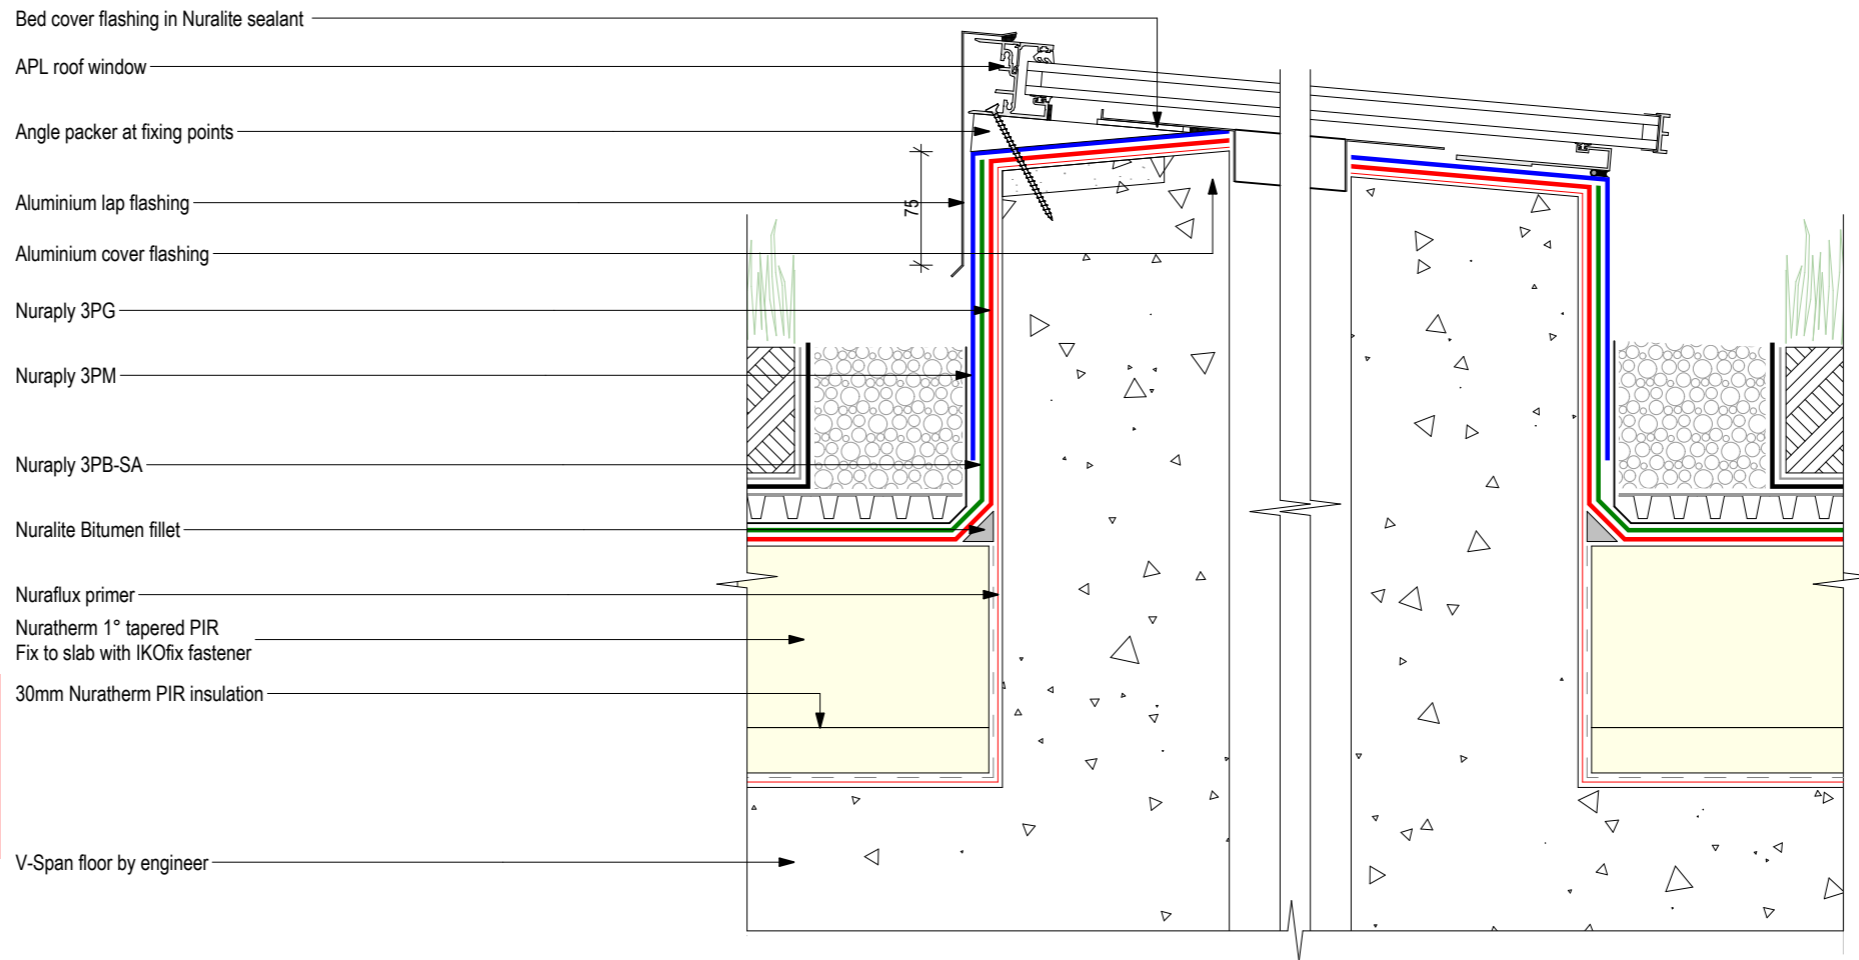 Bed cover flashing in Nuralite sealant
APL roof window
Angle packer at fixing points
Aluminium lap flashing
75
Aluminium cover flashing
Nuraply 3PG
Nuraply 3PM
Nuraply 3PB-SA
Nuralite Bitumen fillet
Nuraflux primer
Nuratherm 1° tapered PIR
Fix to slab with IKOfix fastener
30mm Nuratherm PIR insulation
V-Span floor by engineer